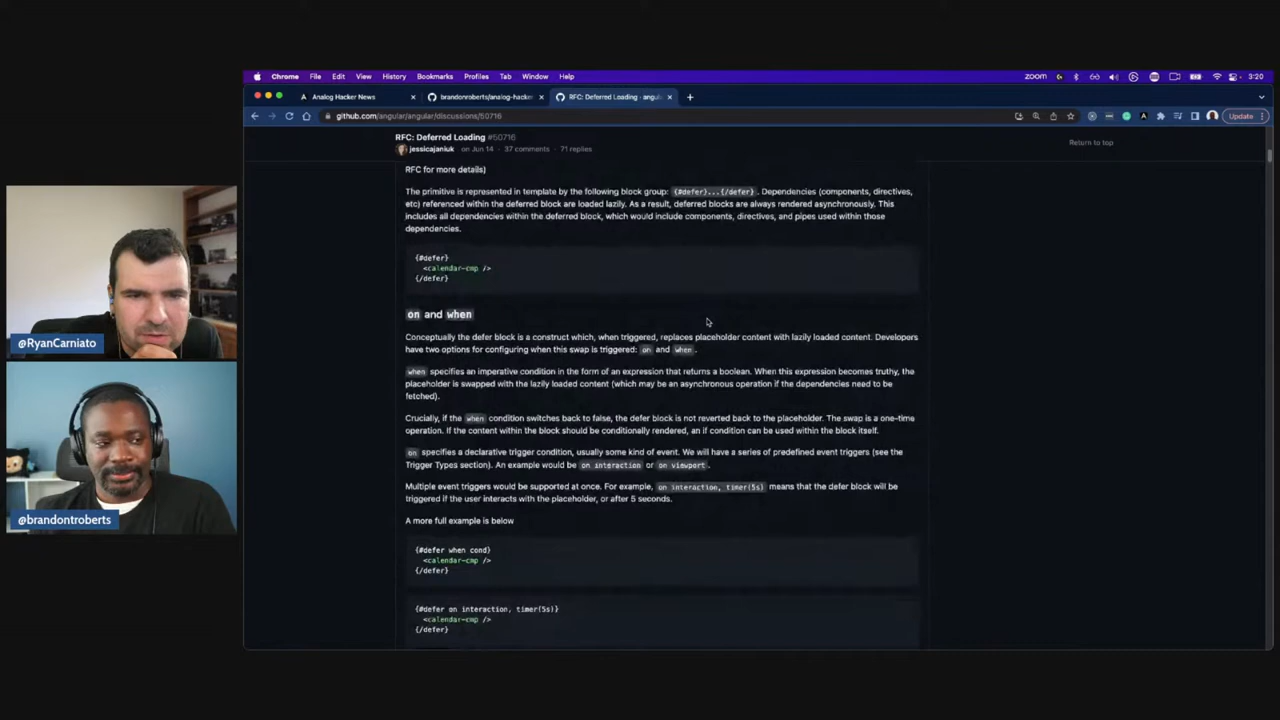 Chrome File Edit View History Bookmarks Profiles Tab Window Help
zoom 3:20
Analog Hacker News
brandonroberts/analog-hacker
RFC: Deferred Loading · angul
github.com/angular/angular/discussions/50716
Update
RFC: Deferred Loading #50716
jessicajaniuk on Jun 14 · 37 comments · 71 replies
Return to top
RFC for more details)
The primitive is represented in template by the following block group: {#defer}...{/defer}. Dependencies (components, directives,
etc) referenced within the deferred block are loaded lazily. As a result, deferred blocks are always rendered asynchronously. This
includes all dependencies within the deferred block, which would include components, directives, and pipes used within those
dependencies.
{#defer}
<calendar-cmp />
{/defer}
on and when
Conceptually the defer block is a construct which, when triggered, replaces placeholder content with lazily loaded content. Developers
have two options for configuring when this swap is triggered: on and when.
when specifies an imperative condition in the form of an expression that returns a boolean. When this expression becomes truthy, the
placeholder is swapped with the lazily loaded content (which may be an asynchronous operation if the dependencies need to be
fetched).
Crucially, if the when condition switches back to false, the defer block is not reverted back to the placeholder. The swap is a one-time
operation. If the content within the block should be conditionally rendered, an if condition can be used within the block itself.
on specifies a declarative trigger condition, usually some kind of event. We will have a series of predefined event triggers (see the
Trigger Types section). An example would be on interaction or on viewport.
Multiple event triggers would be supported at once. For example, on interaction, timer(5s) means that the defer block will be
triggered if the user interacts with the placeholder, or after 5 seconds.
A more full example is below
{#defer when cond}
<calendar-cmp />
{/defer}
{#defer on interaction, timer(5s)}
<calendar-cmp />
{/defer}
@RyanCarniato
@brandontroberts